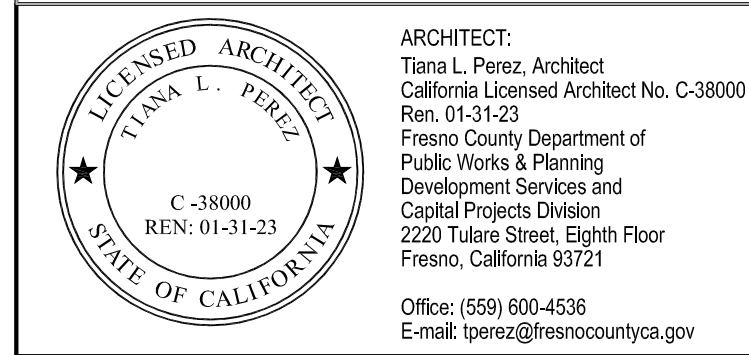 LICENSED ARCHITECT
TIANA L. PEREZ
C -38000
REN: 01-31-23
STATE OF CALIFORNIA
ARCHITECT:
Tiana L. Perez, Architect
California Licensed Architect No. C-38000
Ren. 01-31-23
Fresno County Department of
Public Works & Planning
Development Services and
Capital Projects Division
2220 Tulare Street, Eighth Floor
Fresno, California 93721
Office: (559) 600-4536
E-mail: tperez@fresnocountyca.gov